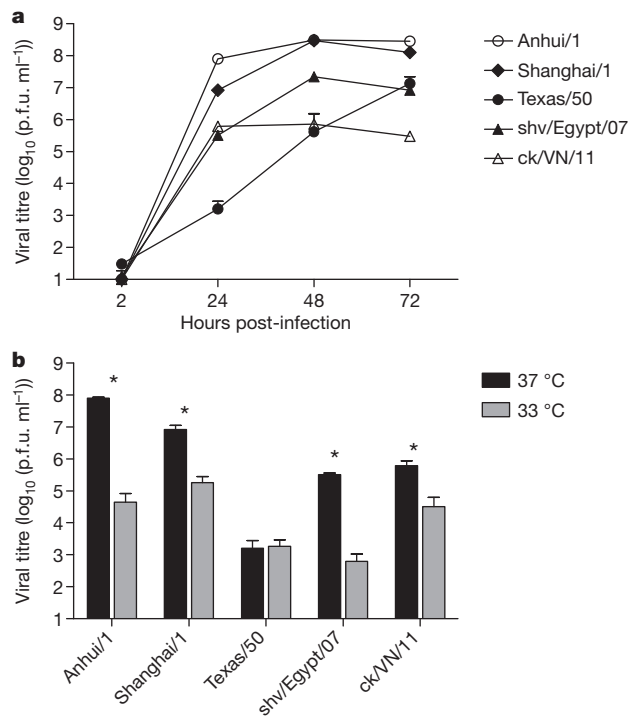 a
Viral titre (log10 (p.f.u. ml−1))
9
8
7
6
5
4
3
2
1
2 24 48 72
Hours post-infection
Anhui/1
Shanghai/1
Texas/50
shv/Egypt/07
ck/VN/11
b
Viral titre (log10 (p.f.u. ml−1))
9
8
7
6
5
4
3
2
1
* * * *
Anhui/1 Shanghai/1 Texas/50 shv/Egypt/07 ck/VN/11
37 °C
33 °C